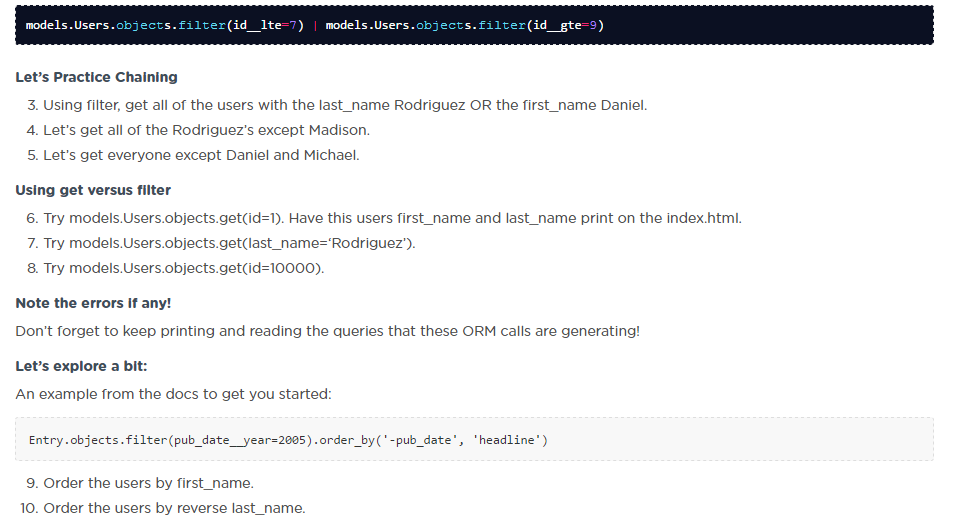 models.Users.objects.filter(id__lte=7) | models.Users.objects.filter(id__gte=9)
Let's Practice Chaining
3. Using filter, get all of the users with the last_name Rodriguez OR the first_name Daniel.
4. Let's get all of the Rodriguez's except Madison.
5. Let's get everyone except Daniel and Michael.
Using get versus filter
6. Try models.Users.objects.get(id=1). Have this users first_name and last_name print on the index.html.
7. Try models.Users.objects.get(last_name='Rodriguez').
8. Try models.Users.objects.get(id=10000).
Note the errors if any!
Don't forget to keep printing and reading the queries that these ORM calls are generating!
Let's explore a bit:
An example from the docs to get you started:
Entry.objects.filter(pub_date__year=2005).order_by('-pub_date', 'headline')
9. Order the users by first_name.
10. Order the users by reverse last_name.